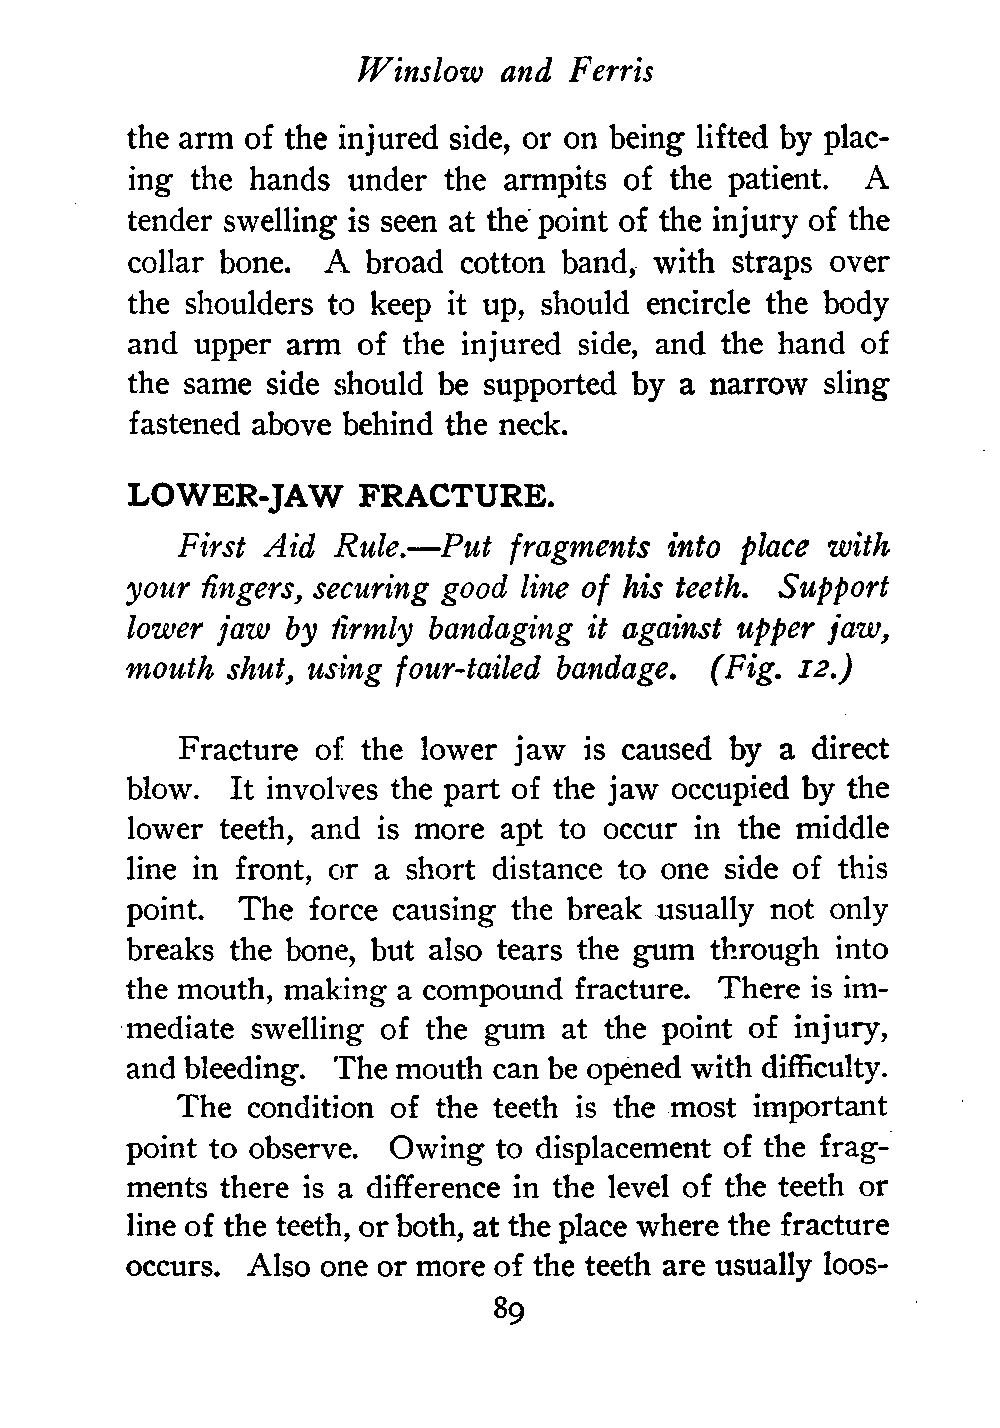 Winslow and Ferris
the arm of the injured side, or on being lifted by plac-
ing the hands under the armpits of the patient. A
tender swelling is seen at the point of the injury of the
collar bone. A broad cotton band, with straps over
the shoulders to keep it up, should encircle the body
and upper arm of the injured side, and the hand of
the same side should be supported by a narrow sling
fastened above behind the neck.
LOWER-JAW FRACTURE.
First Aid Rule.—Put fragments into place with
your fingers, securing good line of his teeth. Support
lower jaw by firmly bandaging it against upper jaw,
mouth shut, using four-tailed bandage. (Fig. 12.)
Fracture of the lower jaw is caused by a direct
blow. It involves the part of the jaw occupied by the
lower teeth, and is more apt to occur in the middle
line in front, or a short distance to one side of this
point. The force causing the break usually not only
breaks the bone, but also tears the gum through into
the mouth, making a compound fracture. There is im-
mediate swelling of the gum at the point of injury,
and bleeding. The mouth can be opened with difficulty.
The condition of the teeth is the most important
point to observe. Owing to displacement of the frag-
ments there is a difference in the level of the teeth or
line of the teeth, or both, at the place where the fracture
occurs. Also one or more of the teeth are usually loos-
89